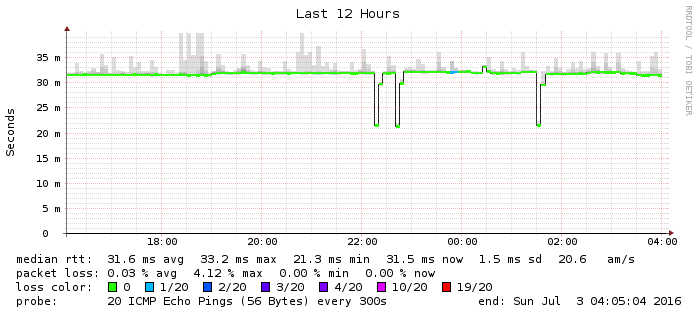 Last 12 Hours
RRDTOOL / TOBI OETIKER
Seconds
35 m
30 m
25 m
20 m
15 m
10 m
5 m
0
18:00 20:00 22:00 00:00 02:00 04:00
median rtt: 31.6 ms avg 33.2 ms max 21.3 ms min 31.5 ms now 1.5 ms sd 20.6 am/s
packet loss: 0.03 % avg 4.12 % max 0.00 % min 0.00 % now
loss color: 0 1/20 2/20 3/20 4/20 10/20 19/20
probe: 20 ICMP Echo Pings (56 Bytes) every 300s end: Sun Jul 3 04:05:04 2016